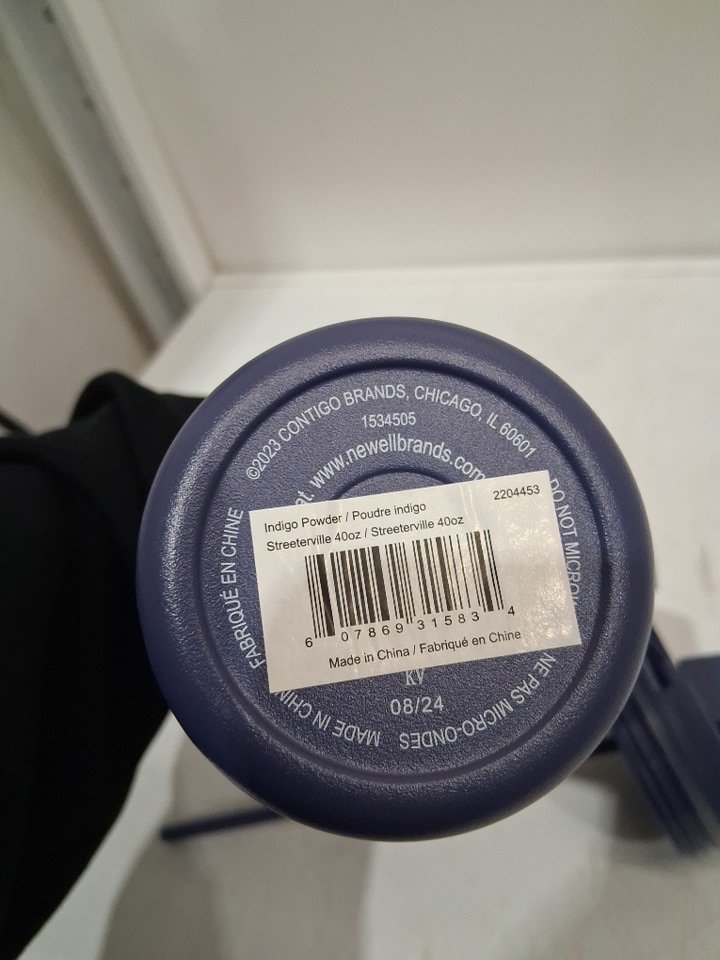 ©2023 CONTIGO BRANDS, CHICAGO, IL 60601
1534505
at. www.newellbrands.com
2204453
Indigo Powder / Poudre indigo
Streeterville 40oz / Streeterville 40oz
6 07869 31583 4
Made in China / Fabriqué en Chine
KV
08/24
DO NOT MICROW
NE PAS MICRO-ONDES
MADE IN CHIN
FABRIQUÉ EN CHINE